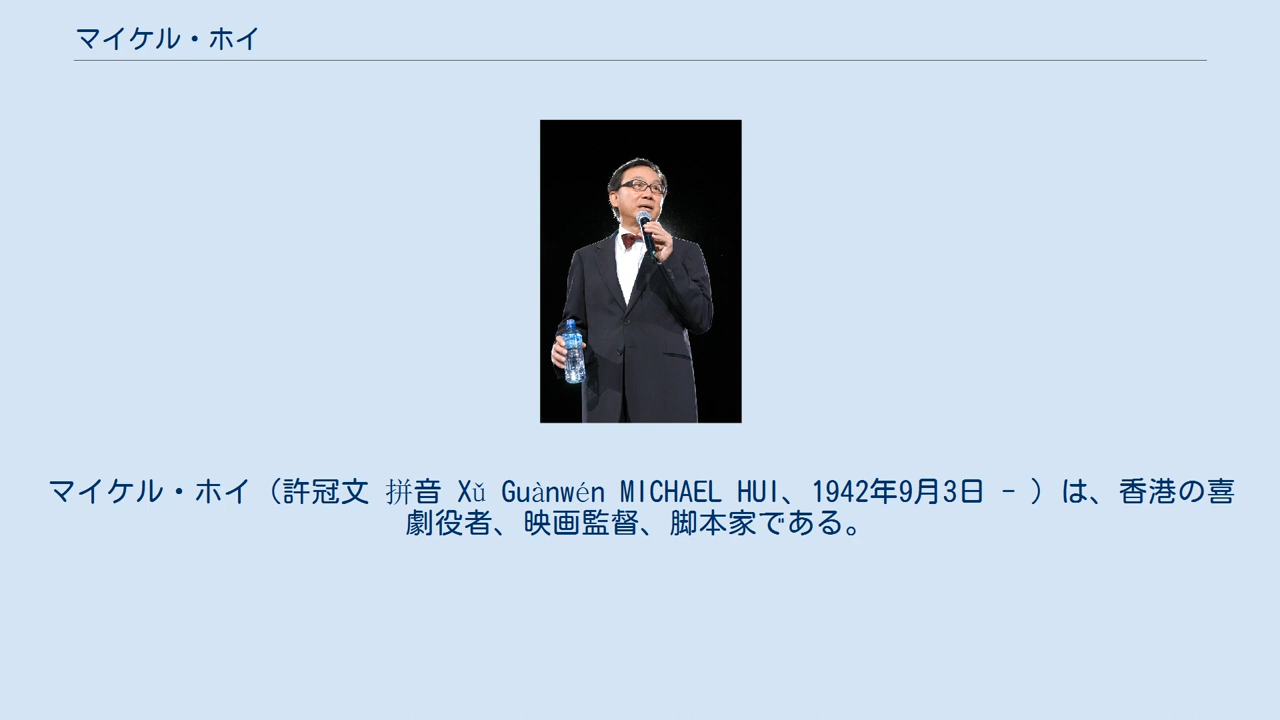 マイケル・ホイ
マイケル・ホイ（許冠文 拼音 Xǔ Guànwén MICHAEL HUI、1942年9月3日 - ）は、香港の喜
劇役者、映画監督、脚本家である。